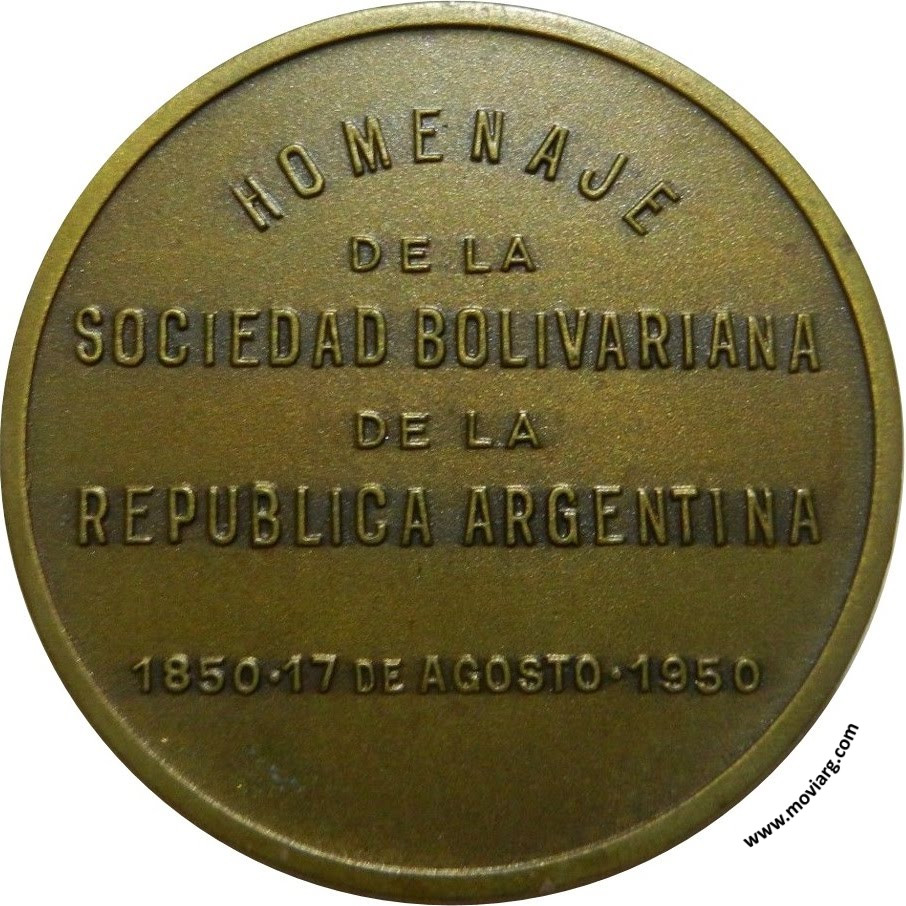 HOMENAJE
DE LA
SOCIEDAD BOLIVARIANA
DE LA
REPUBLICA ARGENTINA
1850·17 DE AGOSTO·1950
www.moviarg.com